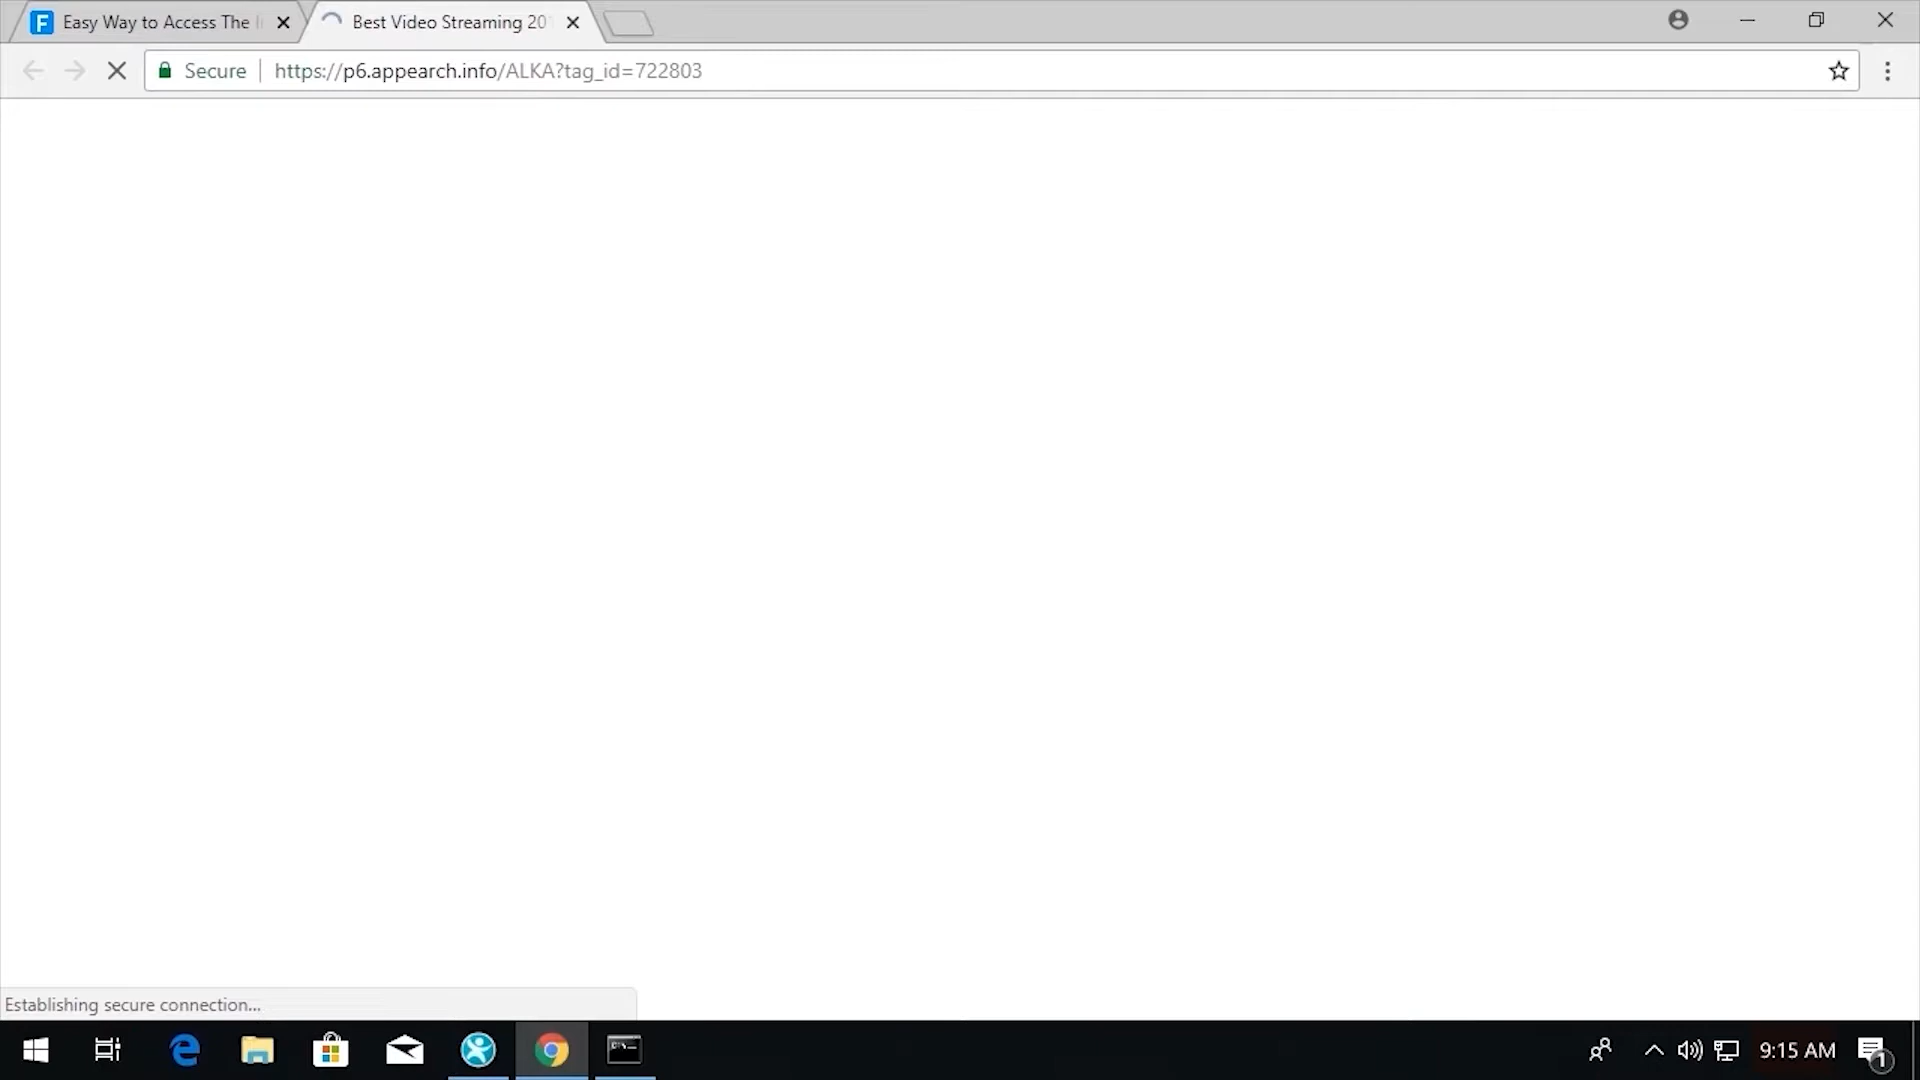 Easy Way to Access The
Best Video Streaming 20
Secure
https://p6.appearch.info/ALKA?tag_id=722803
Establishing secure connection...
9:15 AM
1